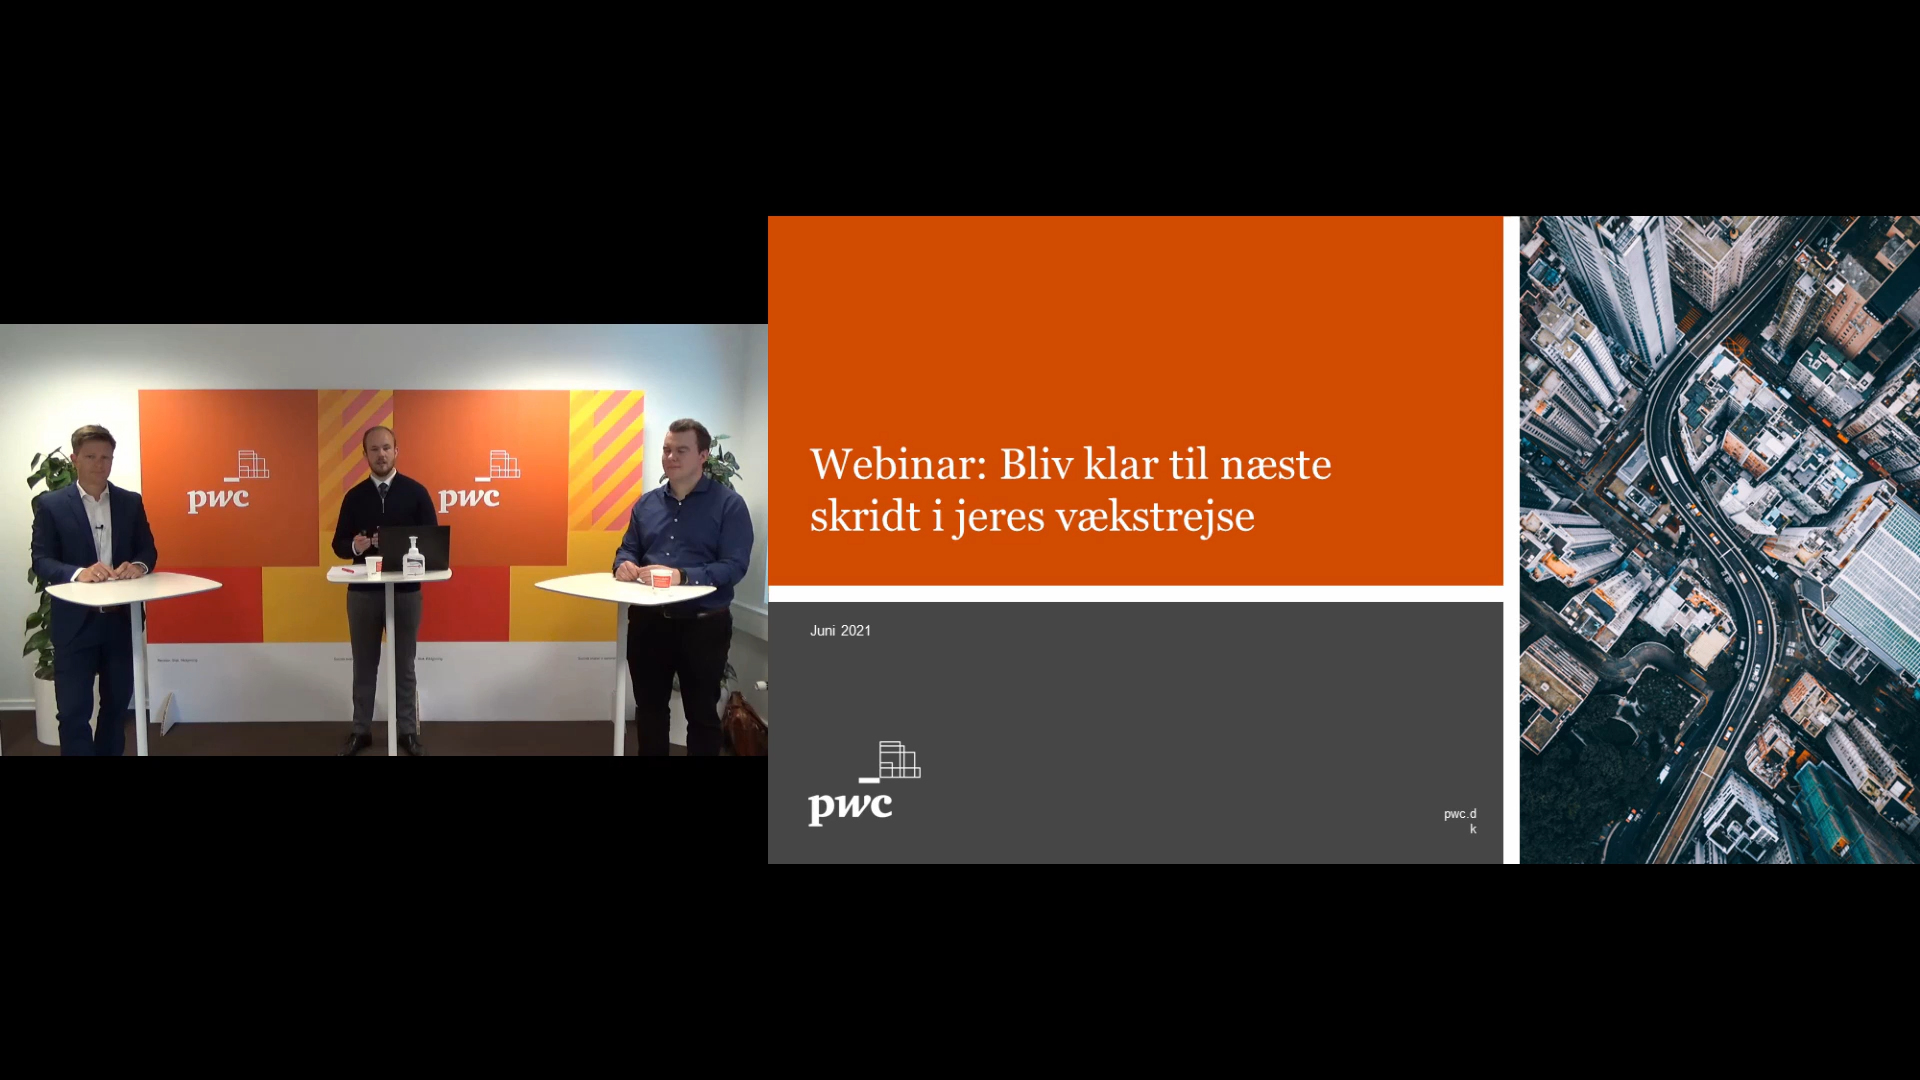 pwc
pwc
Webinar: Bliv klar til næste
skridt i jeres vækstrejse
Juni 2021
pwc
pwc.d
k